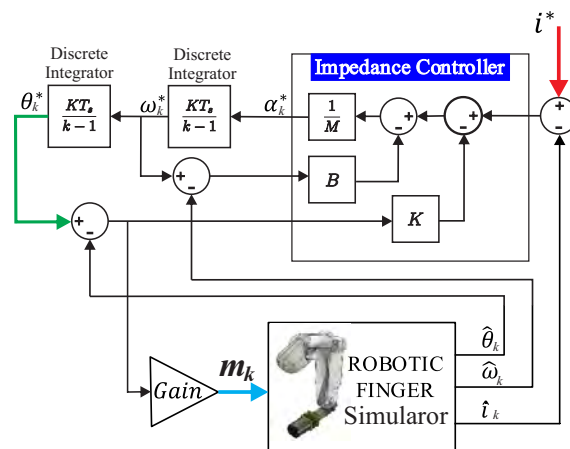 i*
Discrete
Integrator
Discrete
Integrator
Impedance Controller
θ*k
KTs
k − 1
ω*k
KTs
k − 1
α*k
1
M
+
-
+
-
+
-
+
-
B
+
-
K
Gain
mk
ROBOTIC
FINGER
Simularor
θ̂k
ω̂k
î k